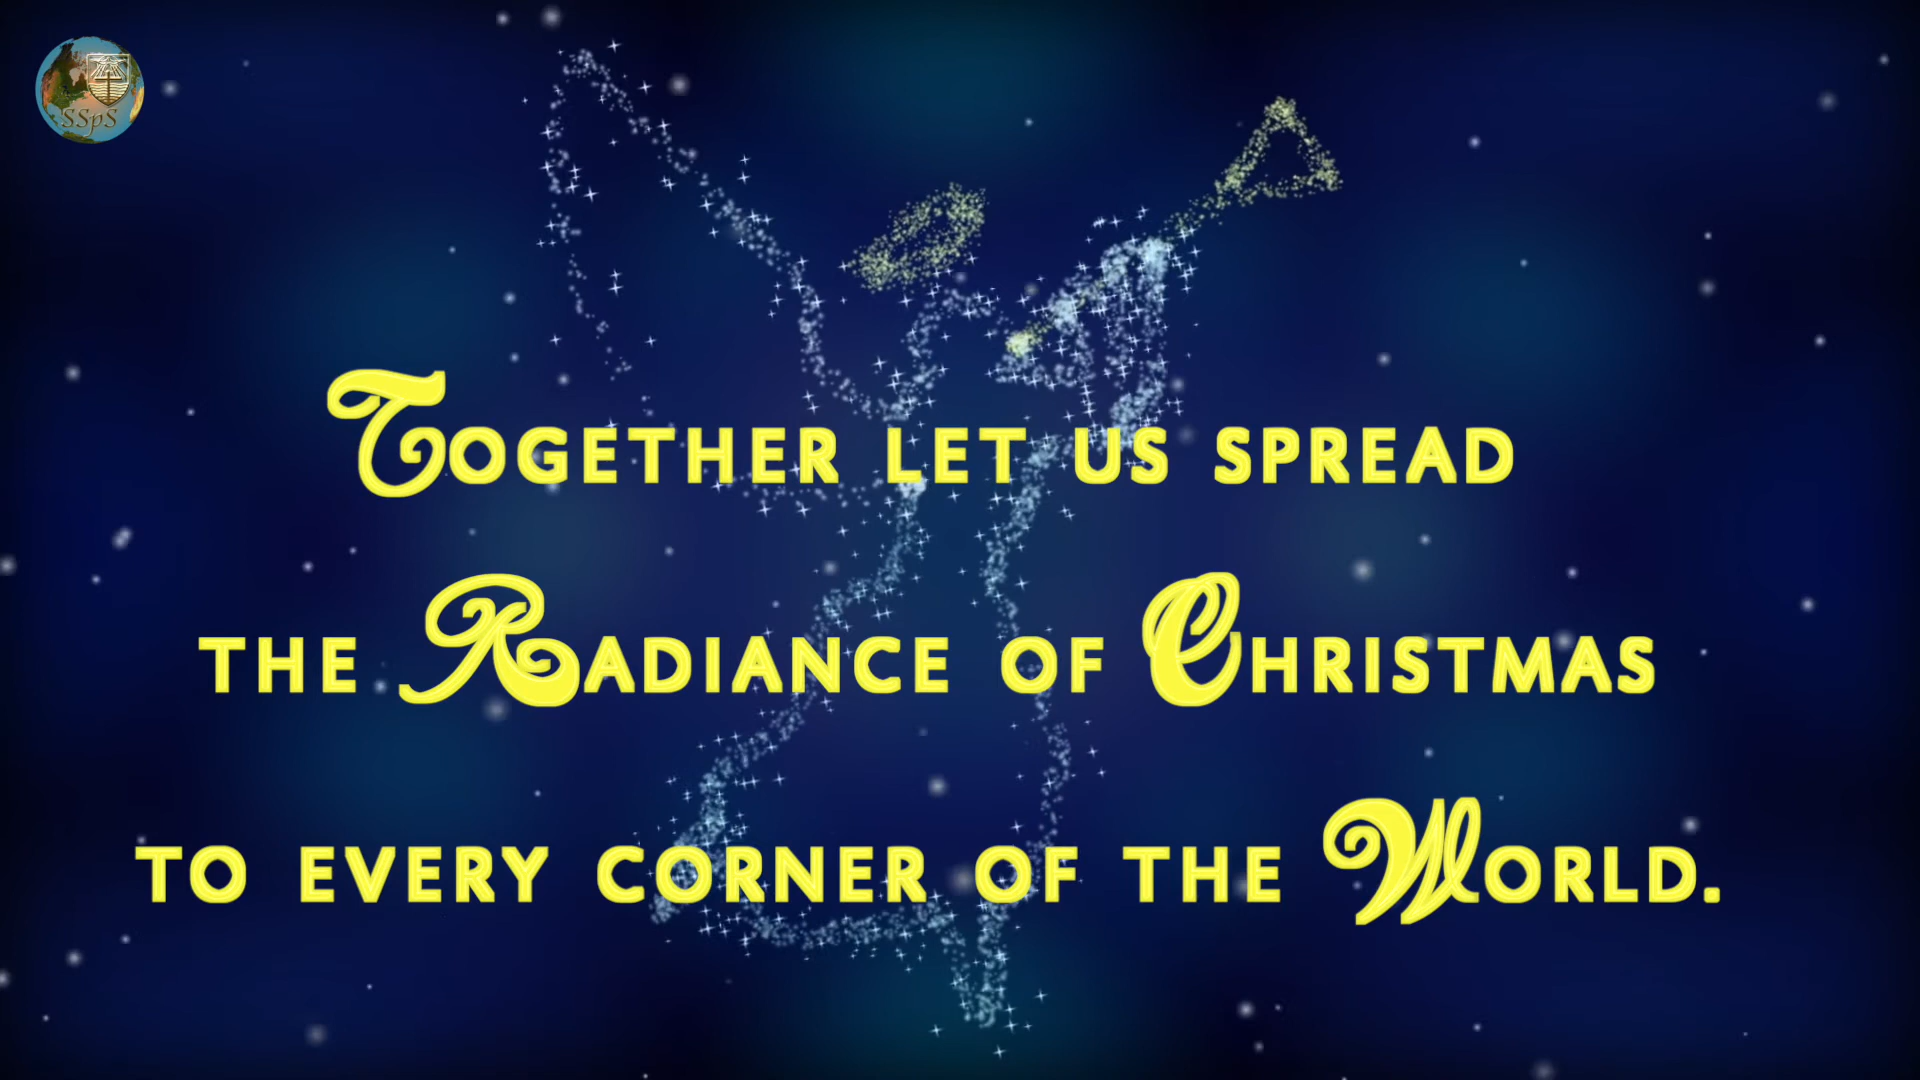 SSpS
Together let us spread
the Radiance of Christmas
to every corner of the World.